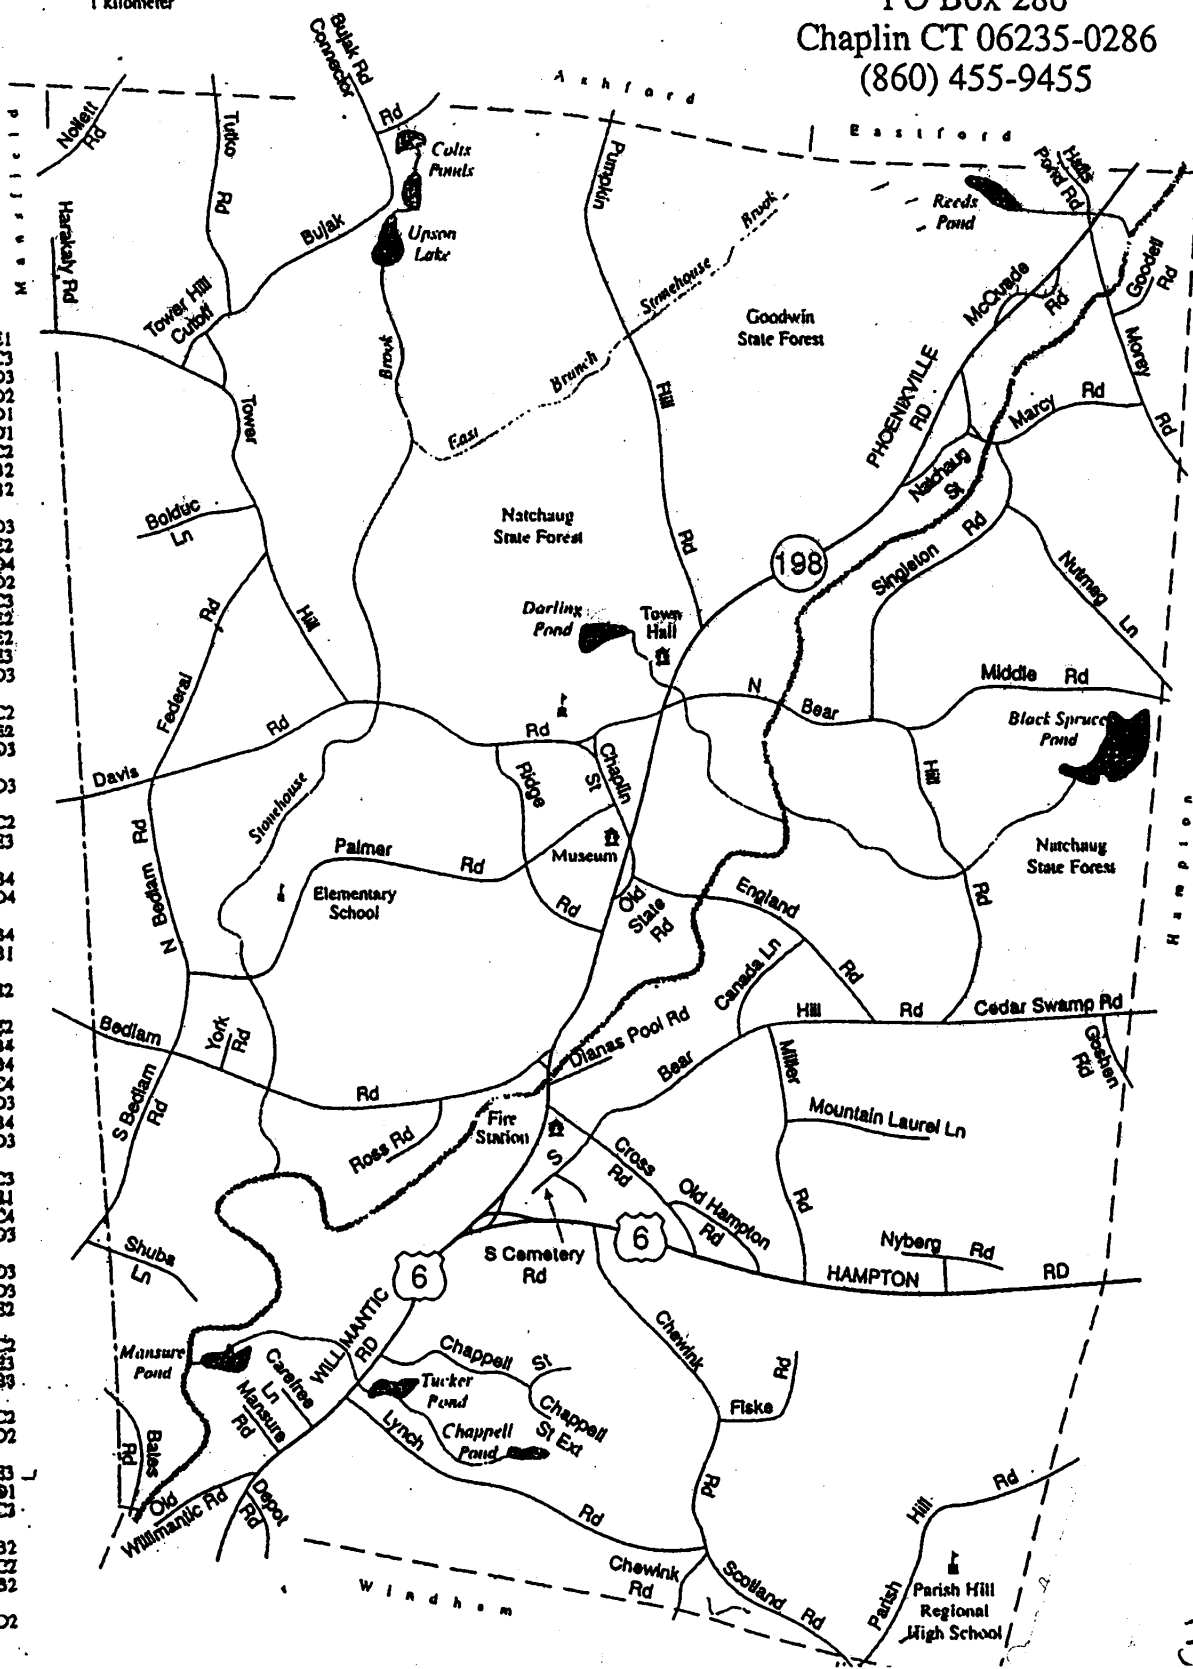 1 kilometer
PO Box 286
Chaplin CT 06235-0286
(860) 455-9455
Bujak Rd
Connector
Ashford
Eastford
Mansfield
Nollett
Rd
Tutko
Rd
Rd
Colts
Ponds
Pumpkin
Halls
Pond Rd
Reeds
Pond
Harakaly Rd
Bujak
Upson
Lake
Brook
Stonehouse
Goodell
Rd
McQuade
Rd
Tower Hill
Cutoff
Goodwin
State Forest
Brook
Branch
East
Hill
Morey
Rd
PHOENIXVILLE
RD
Marcy
Rd
Tower
Natchaug
St
Bolduc
Ln
Natchaug
State Forest
Rd
198
Singleton
Rd
Nutmeg
Ln
Rd
Hill
Darling
Pond
Town
Hall
Federal
N
Bear
Middle
Rd
Black Spruce
Pond
Rd
Rd
Davis
Chaplin
St
Ridge
Hill
Stonehouse
Hampton
N Bedlam
Rd
Palmer
Rd
Museum
Natchaug
State Forest
Elementary
School
Rd
Old
State
Rd
England
Rd
Rd
Canada Ln
Bedlam
York
Rd
Dianas Pool Rd
Hill
Rd
Cedar Swamp Rd
Bear
Miller
Goshen
Rd
S Bedlam
Rd
Rd
Fire
Station
Mountain Laurel Ln
Ross Rd
S
Cross
Rd
Old Hampton
Rd
Rd
Shuba
Ln
S Cemetery
Rd
6
6
Nyberg
Rd
HAMPTON
RD
WILLIMANTIC
RD
Chewink
Mansure
Pond
Carefree
Ln
Chappell
St
Rd
Mansure
Rd
Tucker
Pond
Chappell
St Ext
Fiske
Bates
Rd
Lynch
Chappell
Pond
Rd
Old
Willimantic Rd
Depot
Rd
Rd
Hill
Rd
Chewink
Rd
Scotland
Rd
Parish
Parish Hill
Regional
High School
Windham